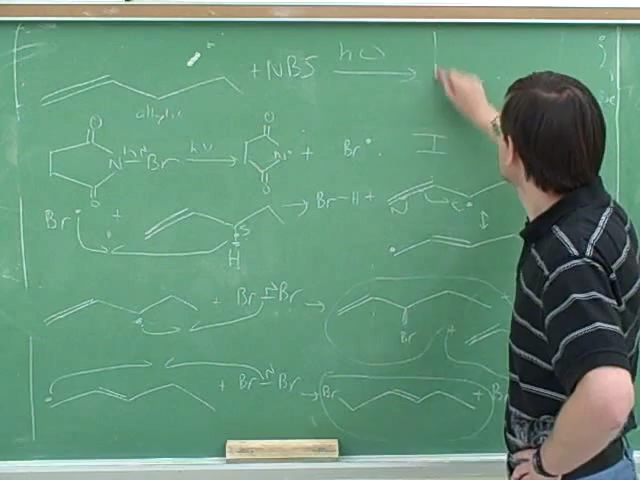 + NBS hν
allylic
O
N Br hν N• + Br• I
O O
Br• + S → Br-H +
H
+ Br Br →
Br
+ Br Br → Br + Br